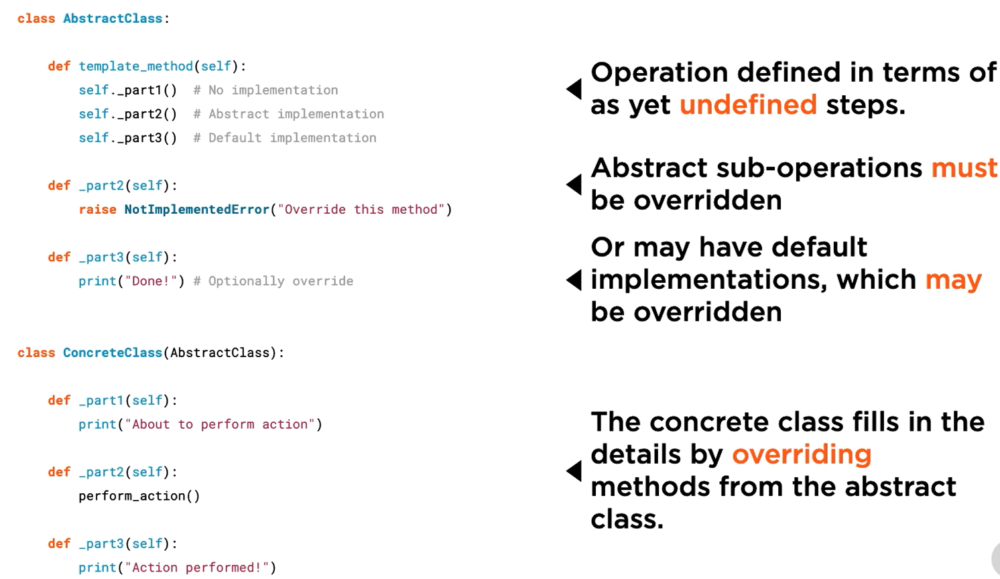 class AbstractClass:
def template_method(self):
self._part1()  # No implementation
self._part2()  # Abstract implementation
self._part3()  # Default implementation
Operation defined in terms of
as yet undefined steps.
def _part2(self):
raise NotImplementedError("Override this method")
Abstract sub-operations must
be overridden
def _part3(self):
print("Done!") # Optionally override
Or may have default
implementations, which may
be overridden
class ConcreteClass(AbstractClass):
def _part1(self):
print("About to perform action")
def _part2(self):
perform_action()
def _part3(self):
print("Action performed!")
The concrete class fills in the
details by overriding
methods from the abstract
class.